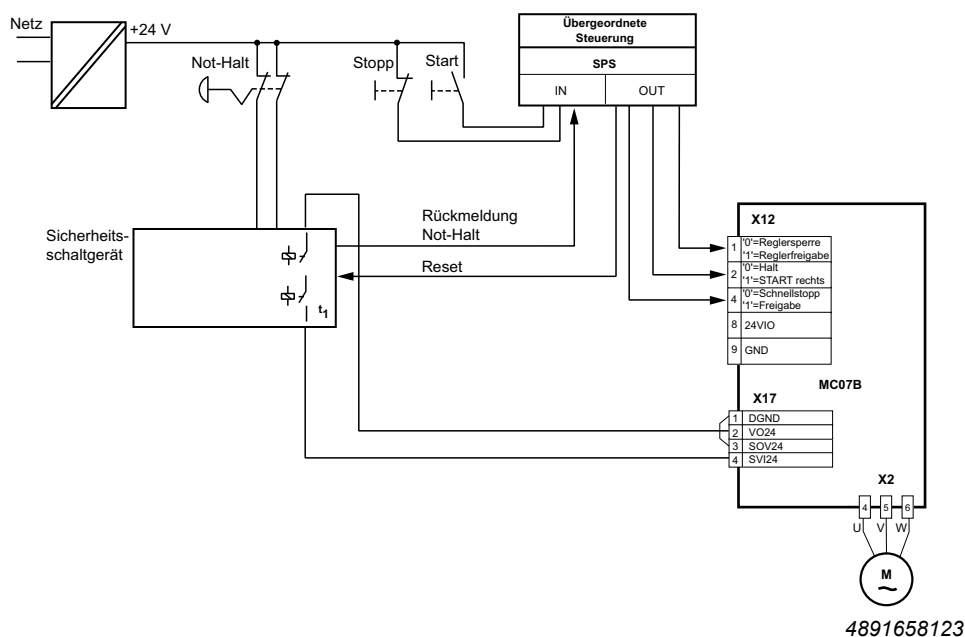 Netz
+24 V
Not-Halt
Stopp
Start
Übergeordnete
Steuerung
SPS
IN
OUT
Sicherheits-
schaltgerät
t1
Rückmeldung
Not-Halt
Reset
X12
1
'0'=Reglersperre
'1'=Reglerfreigabe
2
'0'=Halt
'1'=START rechts
4
'0'=Schnellstopp
'1'=Freigabe
8 24VIO
9 GND
MC07B
X17
1 DGND
2 VO24
3 SOV24
4 SVI24
X2
4 5 6
U V W
M
4891658123